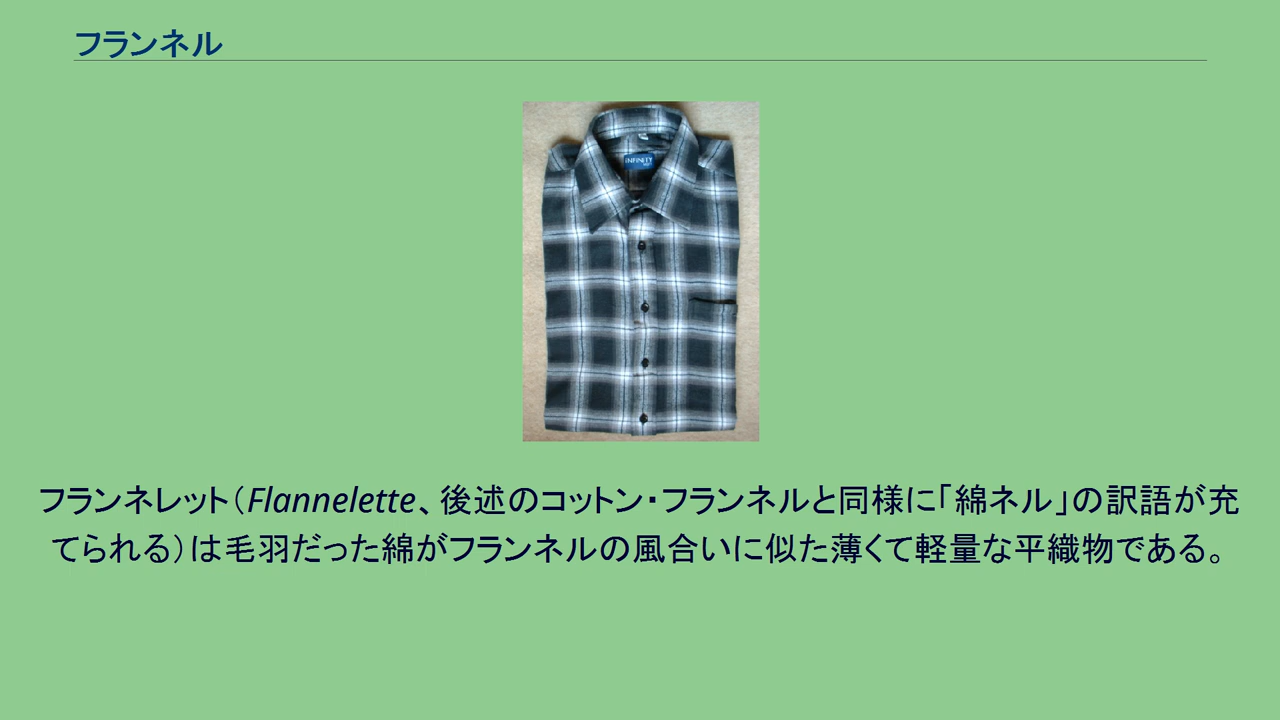 フランネル
INFINITY
フランネレット（Flannelette、後述のコットン・フランネルと同様に「綿ネル」の訳語が充
てられる）は毛羽だった綿がフランネルの風合いに似た薄くて軽量な平織物である。